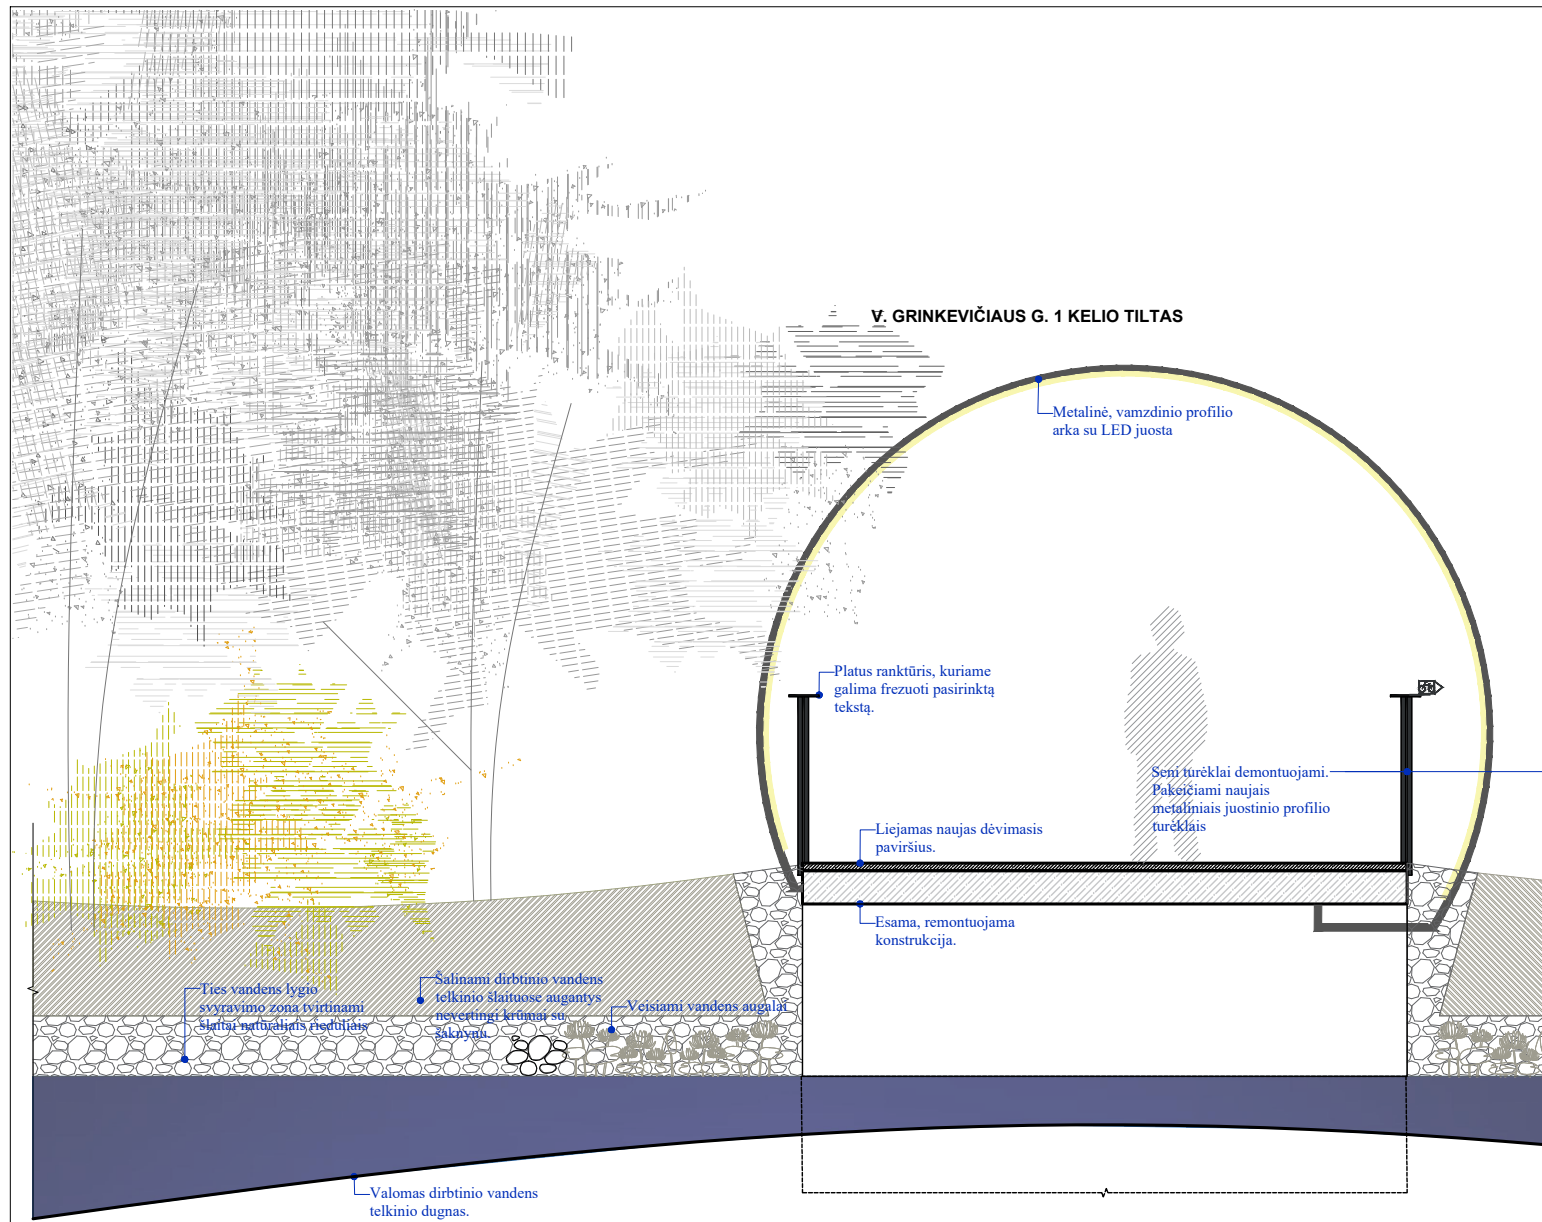 V. GRINKEVIČIAUS G. 1 KELIO TILTAS
Metalinė, vamzdinio profilio
arka su LED juosta
Platus ranktūris, kuriame
galima frezuoti pasirinktą
tekstą.
Seni turėklai demontuojami.
Pakeičiami naujais
metaliniais juostinio profilio
turėklais
Liejamas naujas dėvimasis
paviršius.
Esama, remontuojama
konstrukcija.
Šalinami dirbtinio vandens
telkinio šlaituose augantys
nevertingi krūmai su
šaknynu.
Ties vandens lygio
svyravimo zona tvirtinami
šlaitai natūraliais rieduliais
Veisiami vandens augalai
Valomas dirbtinio vandens
telkinio dugnas.